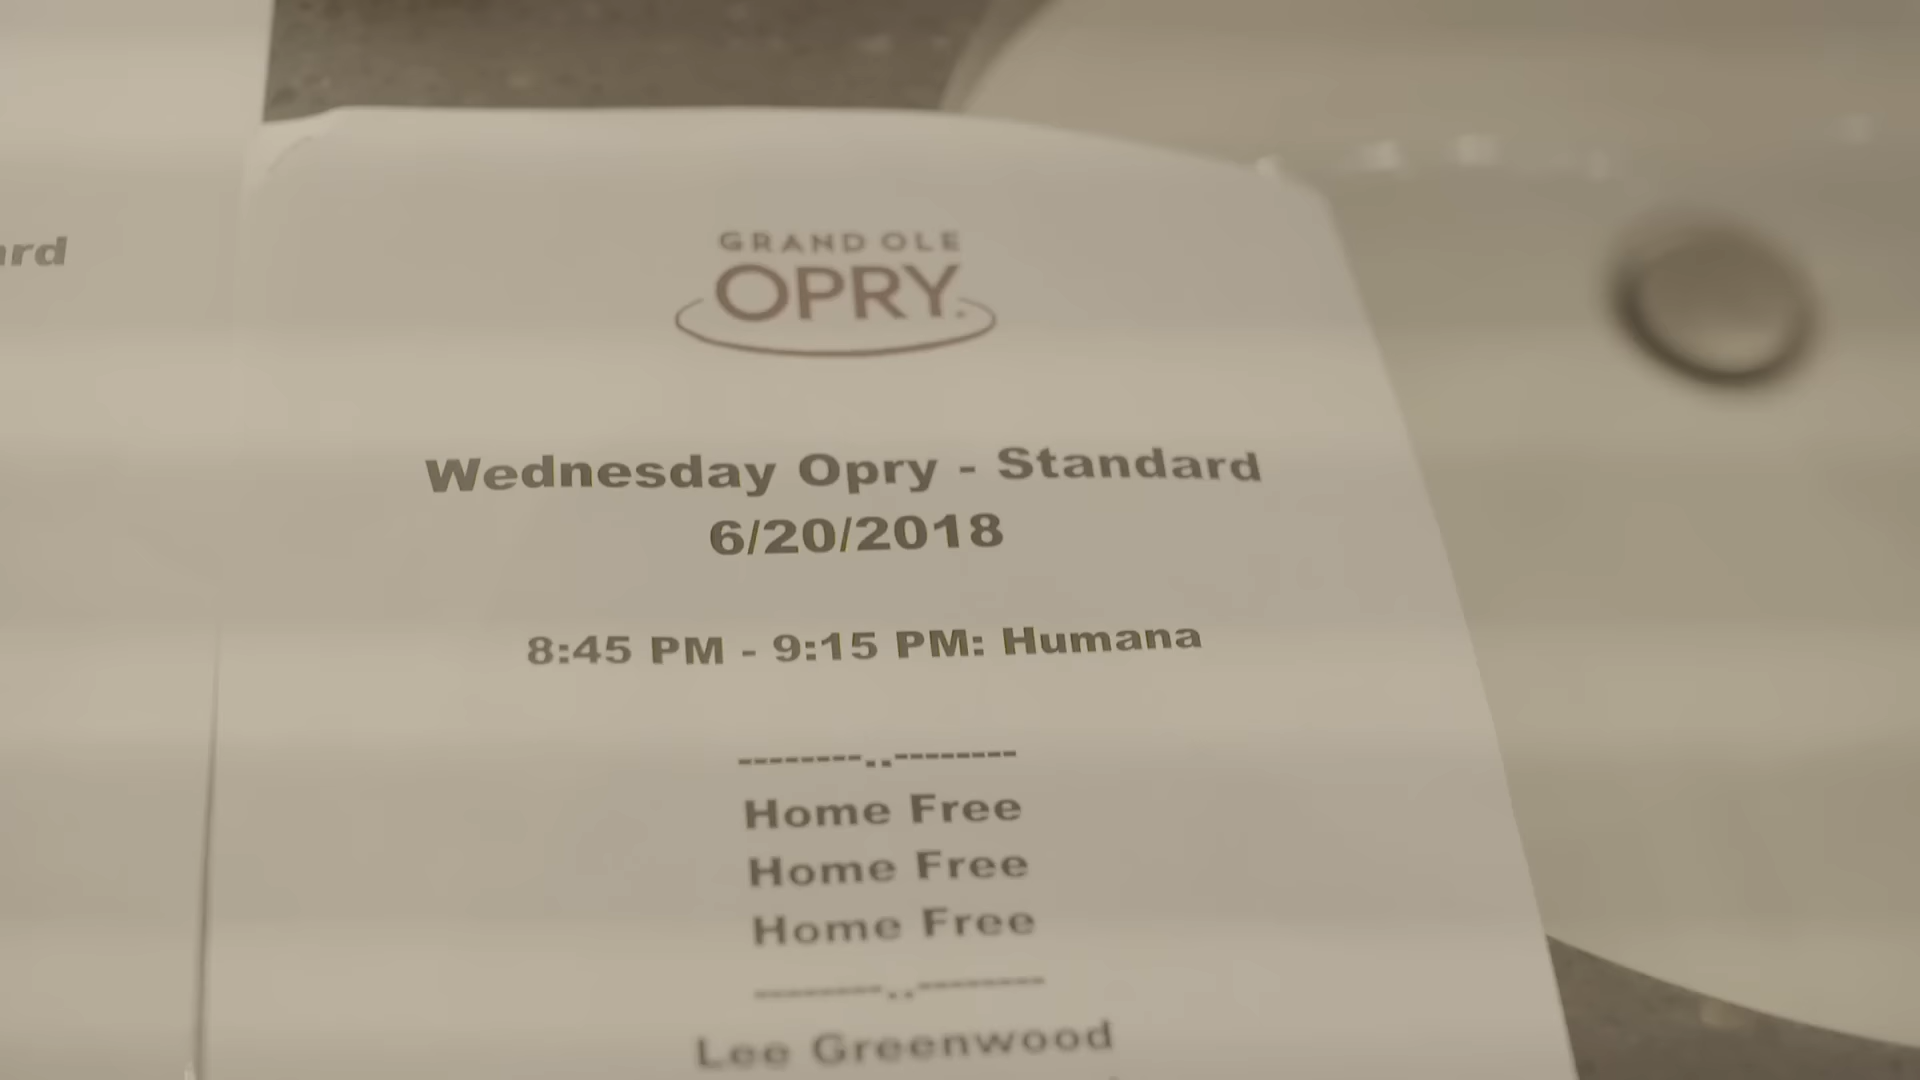 ard
GRAND OLE
OPRY.
Wednesday Opry - Standard
6/20/2018
8:45 PM - 9:15 PM: Humana
--------..--------
Home Free
Home Free
Home Free
--------..--------
Lee Greenwood